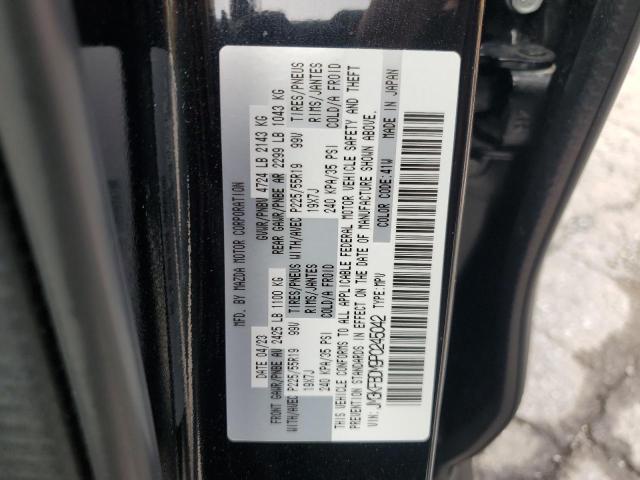 MFD. BY MAZDA MOTOR CORPORATION
DATE 04/23 GVWR/PNBV 4724 LB 2143 KG
FRONT GAWR/PNBE AV 2425 LB 1100 KG REAR GAWR/PNBE AR 2299 LB 1043 KG
WITH/AVEC P225/55R19 99V TIRES/PNEUS WITH/AVEC P225/55R19 99V TIRES/PNEUS
19X7J RIMS/JANTES 19X7J RIMS/JANTES
240 KPA/35 PSI COLD/A FROID 240 KPA/35 PSI COLD/A FROID
THIS VEHICLE CONFORMS TO ALL APPLICABLE FEDERAL MOTOR VEHICLE SAFETY AND THEFT
PREVENTION STANDARDS IN EFFECT ON THE DATE OF MANUFACTURE SHOWN ABOVE.
VIN: JM3KFBDM9P0245042 TYPE: MPV COLOR CODE: 41W MADE IN JAPAN